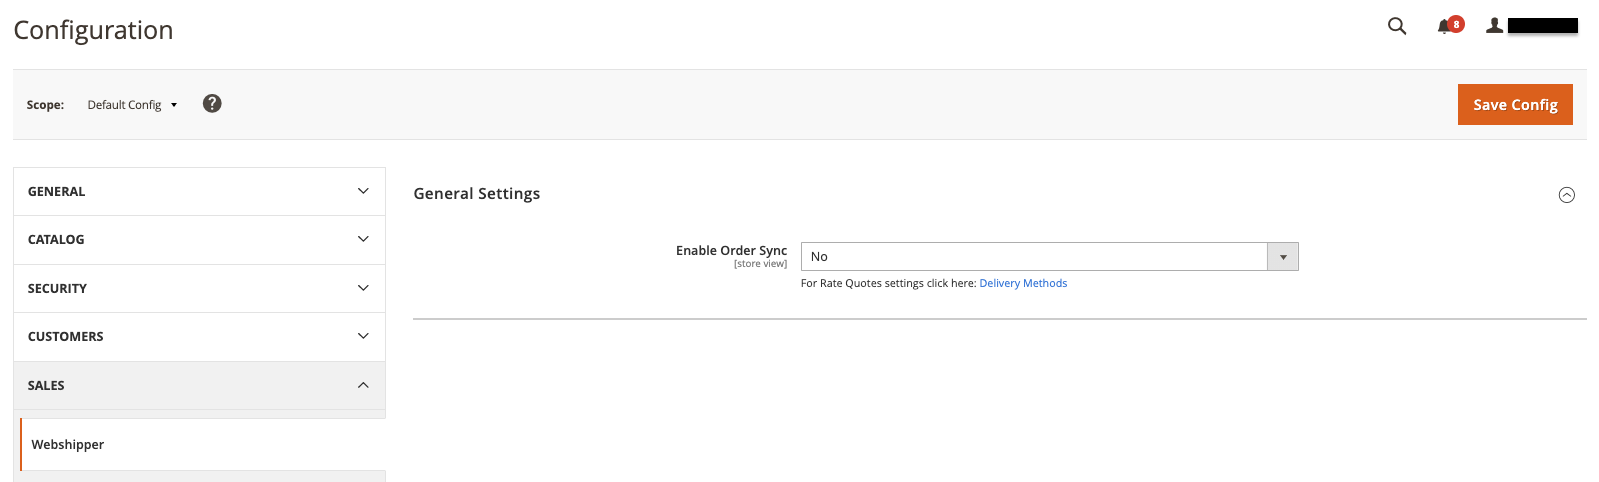 Configuration
8
Scope: Default Config ?
Save Config
GENERAL
CATALOG
SECURITY
CUSTOMERS
SALES
Webshipper
General Settings
Enable Order Sync
[store view]
No
For Rate Quotes settings click here: Delivery Methods